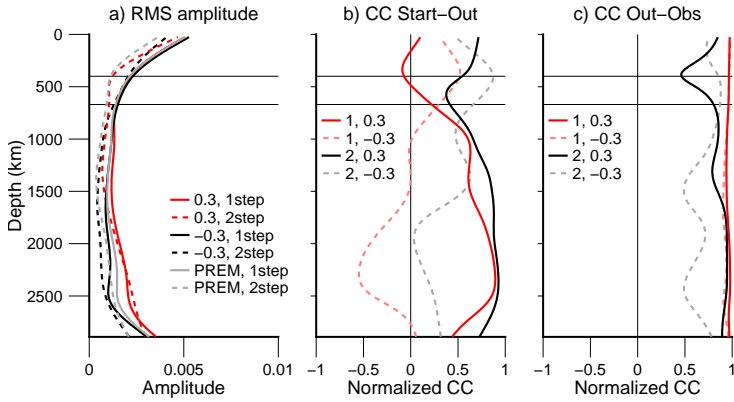 a) RMS amplitude
b) CC Start−Out
c) CC Out−Obs
Depth (km)
0
500
1000
1500
2000
2500
0.3, 1step
0.3, 2step
−0.3, 1step
−0.3, 2step
PREM, 1step
PREM, 2step
0
0.005
0.01
Amplitude
1, 0.3
1, −0.3
2, 0.3
2, −0.3
−1
−0.5
0
0.5
1
Normalized CC
1, 0.3
1, −0.3
2, 0.3
2, −0.3
−1
−0.5
0
0.5
1
Normalized CC